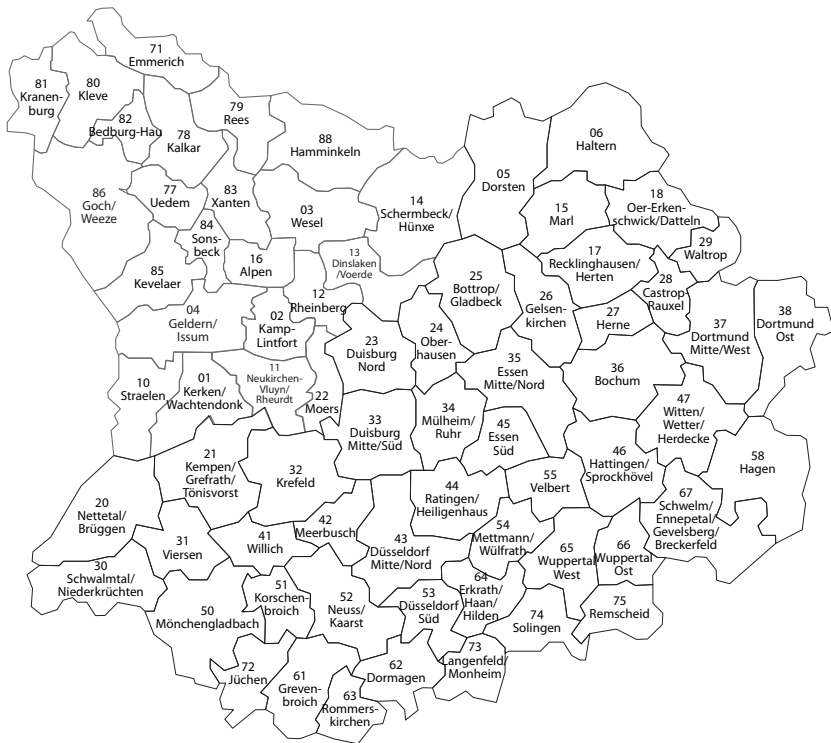 71
Emmerich
81
Kranen-
burg
80
Kleve
82
Bedburg-Hau
79
Rees
78
Kalkar
88
Hamminkeln
06
Haltern
05
Dorsten
86
Goch/
Weeze
77
Uedem
83
Xanten
03
Wesel
14
Schermbeck/
Hünxe
15
Marl
18
Oer-Erken-
schwick/Datteln
84
Sons-
beck
29
Waltrop
16
Alpen
13
Dinslaken
/Voerde
17
Recklinghausen/
Herten
85
Kevelaer
25
Bottrop/
Gladbeck
28
Castrop-
Rauxel
26
Gelsen-
kirchen
12
Rheinberg
04
Geldern/
Issum
02
Kamp-
Lintfort
27
Herne
37
Dortmund
Mitte/West
38
Dortmund
Ost
24
Ober-
hausen
23
Duisburg
Nord
35
Essen
Mitte/Nord
36
Bochum
10
Straelen
01
Kerken/
Wachtendonk
11
Neukirchen-
Vluyn/
Rheurdt
22
Moers
47
Witten/
Wetter/
Herdecke
33
Duisburg
Mitte/Süd
34
Mülheim/
Ruhr
45
Essen
Süd
46
Hattingen/
Sprockhövel
58
Hagen
21
Kempen/
Grefrath/
Tönisvorst
32
Krefeld
44
Ratingen/
Heiligenhaus
55
Velbert
67
Schwelm/
Ennepetal/
Gevelsberg/
Breckerfeld
20
Nettetal/
Brüggen
31
Viersen
41
Willich
42
Meerbusch
43
Düsseldorf
Mitte/Nord
54
Mettmann/
Wülfrath
65
Wuppertal
West
66
Wuppertal
Ost
30
Schwalmtal/
Niederkrüchten
50
Mönchengladbach
51
Korschen-
broich
52
Neuss/
Kaarst
53
Düsseldorf
Süd
64
Erkrath/
Haan/
Hilden
74
Solingen
75
Remscheid
72
Jüchen
61
Greven-
broich
62
Dormagen
73
Langenfeld/
Monheim
63
Rommers-
kirchen